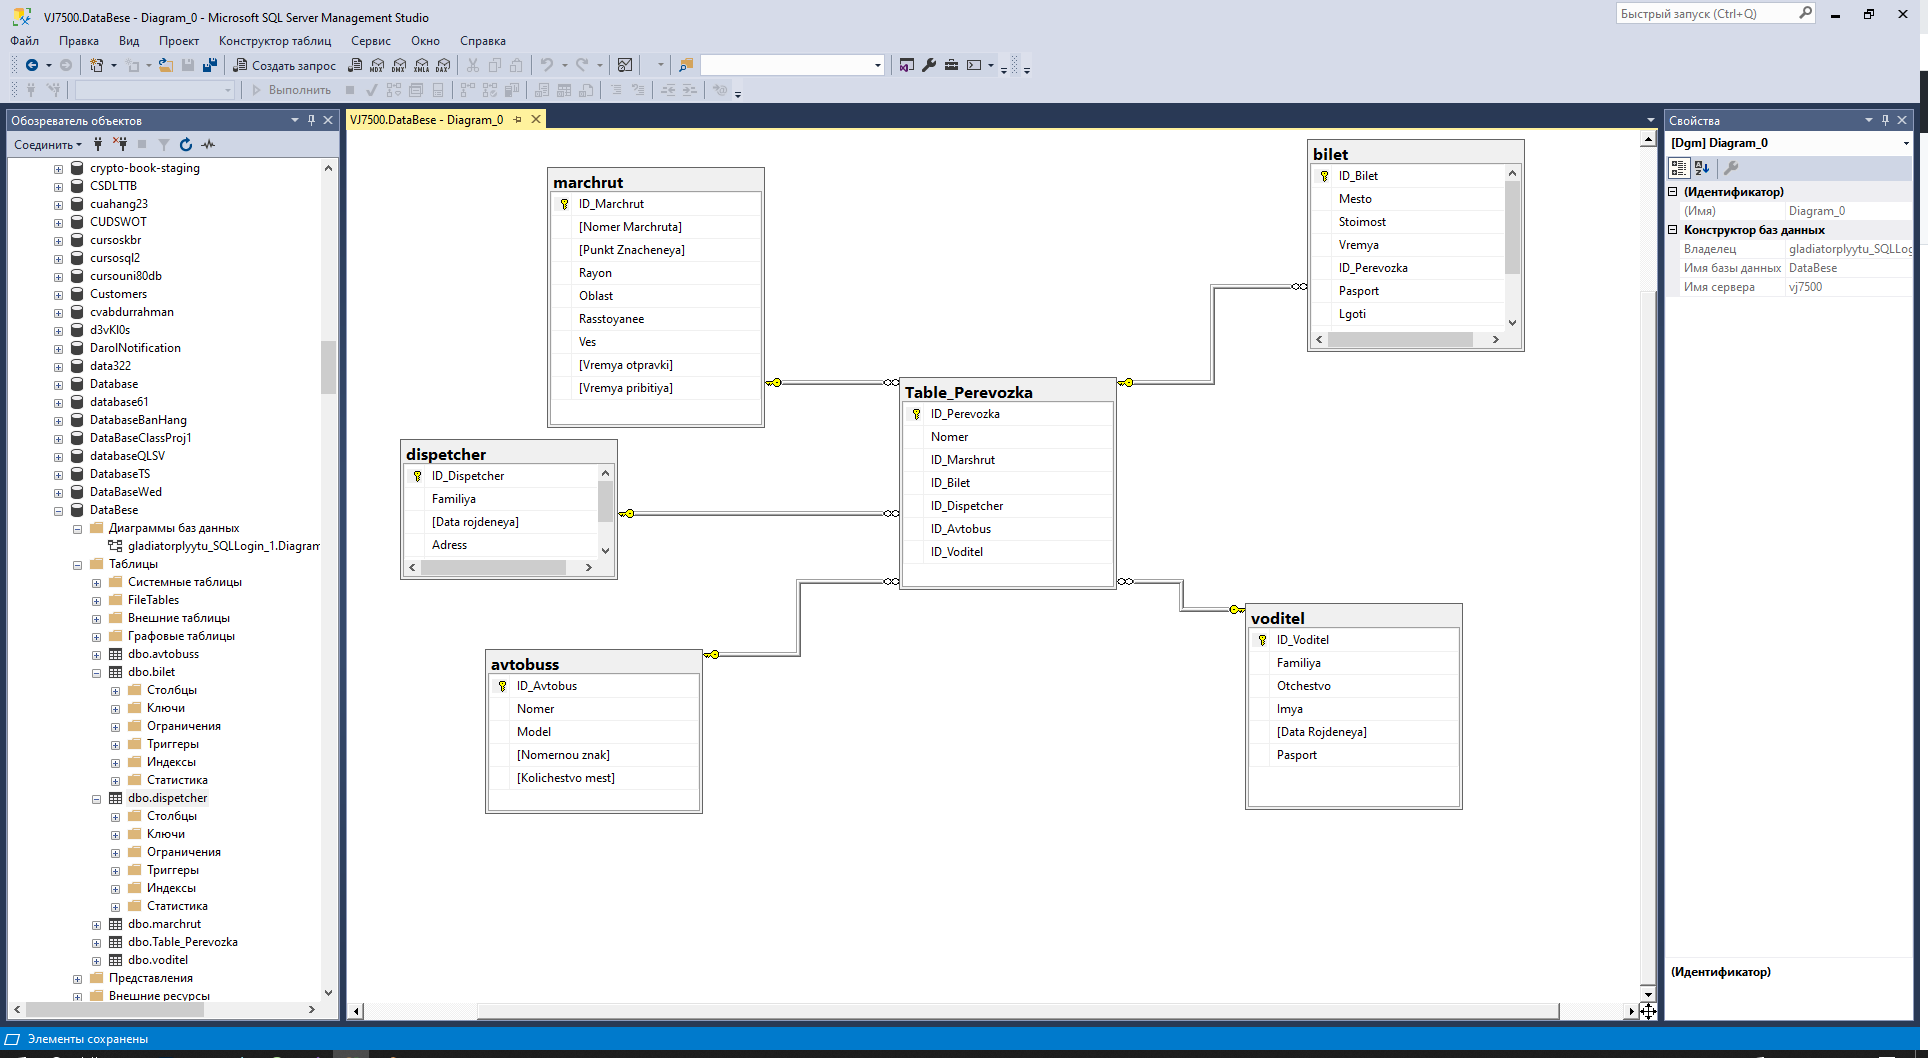 VJ7500.DataBese - Diagram_0 - Microsoft SQL Server Management Studio
Быстрый запуск (Ctrl+Q)
Файл Правка Вид Проект Конструктор таблиц Сервис Окно Справка
Создать запрос MDX DMX XMLA DAX
Выполнить
Обозреватель объектов
Соединить
crypto-book-staging
CSDLTTB
cuahang23
CUDSWOT
cursoskbr
cursosql2
cursouni80db
Customers
cvabdurrahman
d3vKl0s
DarolNotification
data322
Database
database61
DatabaseBanHang
DataBaseClassProj1
databaseQLSV
DatabaseTS
DataBaseWed
DataBese
Диаграммы баз данных
gladiatorplyytu_SQLLogin_1.Diagram
Таблицы
Системные таблицы
FileTables
Внешние таблицы
Графовые таблицы
dbo.avtobuss
dbo.bilet
Столбцы
Ключи
Ограничения
Триггеры
Индексы
Статистика
dbo.dispetcher
Столбцы
Ключи
Ограничения
Триггеры
Индексы
Статистика
dbo.marchrut
dbo.Table_Perevozka
dbo.voditel
Представления
Внешние ресурсы
VJ7500.DataBese - Diagram_0
marchrut
ID_Marchrut
[Nomer Marchruta]
[Punkt Znacheneya]
Rayon
Oblast
Rasstoyanee
Ves
[Vremya otpravki]
[Vremya pribitiya]
dispetcher
ID_Dispetcher
Familiya
[Data rojdeneya]
Adress
avtobuss
ID_Avtobus
Nomer
Model
[Nomernou znak]
[Kolichestvo mest]
Table_Perevozka
ID_Perevozka
Nomer
ID_Marshrut
ID_Bilet
ID_Dispetcher
ID_Avtobus
ID_Voditel
bilet
ID_Bilet
Mesto
Stoimost
Vremya
ID_Perevozka
Pasport
Lgoti
voditel
ID_Voditel
Familiya
Otchestvo
Imya
[Data Rojdeneya]
Pasport
Свойства
[Dgm] Diagram_0
(Идентификатор)
(Имя) Diagram_0
Конструктор баз данных
Владелец gladiatorplyytu_SQLLog
Имя базы данных DataBese
Имя сервера vj7500
(Идентификатор)
Элементы сохранены